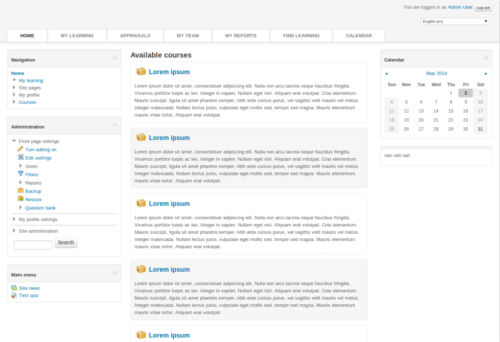 You are logged in as Admin User Log out
English (en)
HOME MY LEARNING APPRAISALS MY TEAM MY REPORTS FIND LEARNING CALENDAR
Navigation
Home
My learning
Site pages
My profile
Courses
Administration
Front page settings
Turn editing on
Edit settings
Users
Filters
Reports
Backup
Restore
Question bank
My profile settings
Site administration
Search
Main menu
Site news
Test quiz
Available courses
Lorem ipsum
Lorem ipsum dolor sit amet, consectetuer adipiscing elit. Nulla nen arcu lacinia neque faucibus fringilla.
Vivamus porttitor turpis ac leo. Integer in sapien. Nullam eget nisl. Aliquam erat volutpat. Cras elementum.
Mauris suscipit, ligula sit amet pharetra semper, nibh ante cursus purus, vel sagittis velit mauris vel metus.
Integer malesuada. Nullam lectus justo, vulputate eget mollis sed, tempor sed magna. Mauris elementum
mauris vitae tortor. Aliquam erat volutpat.
Lorem ipsum
Lorem ipsum dolor sit amet, consectetuer adipiscing elit. Nulla nen arcu lacinia neque faucibus fringilla.
Vivamus porttitor turpis ac leo. Integer in sapien. Nullam eget nisl. Aliquam erat volutpat. Cras elementum.
Mauris suscipit, ligula sit amet pharetra semper, nibh ante cursus purus, vel sagittis velit mauris vel metus.
Integer malesuada. Nullam lectus justo, vulputate eget mollis sed, tempor sed magna. Mauris elementum
mauris vitae tortor. Aliquam erat volutpat.
Lorem ipsum
Lorem ipsum dolor sit amet, consectetuer adipiscing elit. Nulla nen arcu lacinia neque faucibus fringilla.
Vivamus porttitor turpis ac leo. Integer in sapien. Nullam eget nisl. Aliquam erat volutpat. Cras elementum.
Mauris suscipit, ligula sit amet pharetra semper, nibh ante cursus purus, vel sagittis velit mauris vel metus.
Integer malesuada. Nullam lectus justo, vulputate eget mollis sed, tempor sed magna. Mauris elementum
mauris vitae tortor. Aliquam erat volutpat.
Lorem ipsum
Lorem ipsum dolor sit amet, consectetuer adipiscing elit. Nulla nen arcu lacinia neque faucibus fringilla.
Vivamus porttitor turpis ac leo. Integer in sapien. Nullam eget nisl. Aliquam erat volutpat. Cras elementum.
Mauris suscipit, ligula sit amet pharetra semper, nibh ante cursus purus, vel sagittis velit mauris vel metus.
Integer malesuada. Nullam lectus justo, vulputate eget mollis sed, tempor sed magna. Mauris elementum
mauris vitae tortor. Aliquam erat volutpat.
Lorem ipsum
Calendar
◄ May 2014 ►
Sun Mon Tue Wed Thu Fri Sat
1 2 3
4 5 6 7 8 9 10
11 12 13 14 15 16 17
18 19 20 21 22 23 24
25 26 27 28 29 30 31
nah nah nah